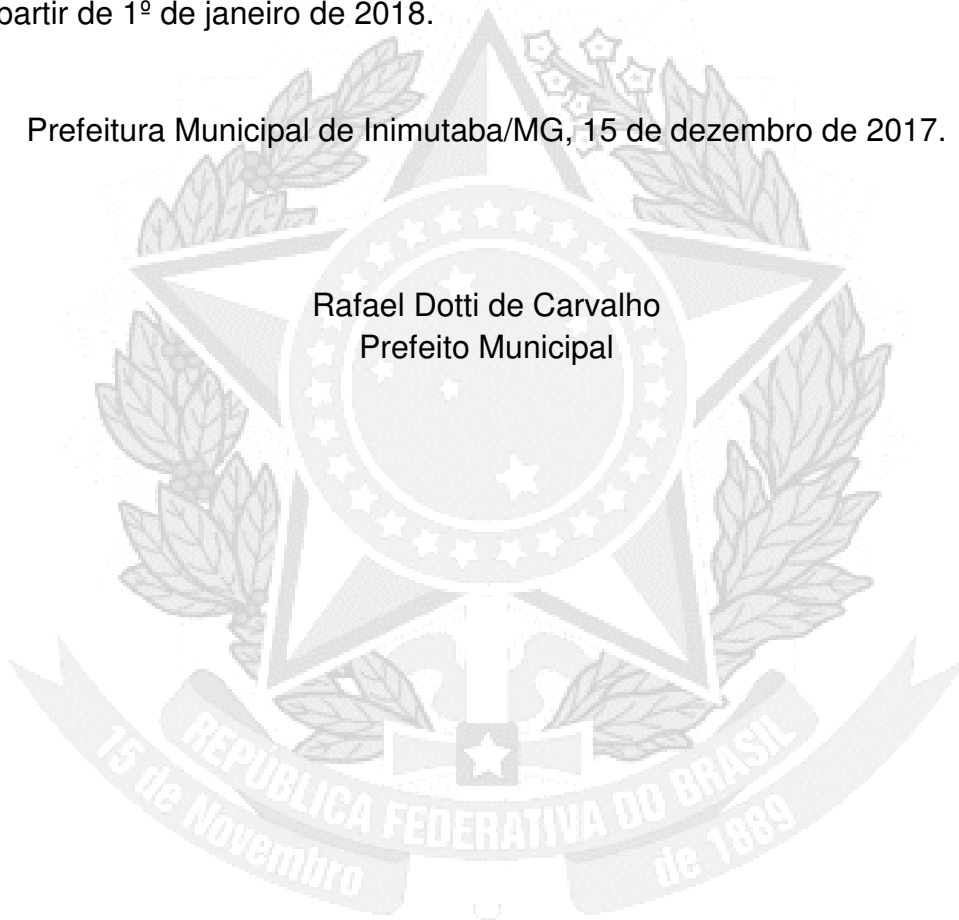 partir de 1º de janeiro de 2018.
Prefeitura Municipal de Inimutaba/MG, 15 de dezembro de 2017.
Rafael Dotti de Carvalho
Prefeito Municipal
REPÚBLICA FEDERATIVA DO BRASIL
15 de Novembro
de 1889